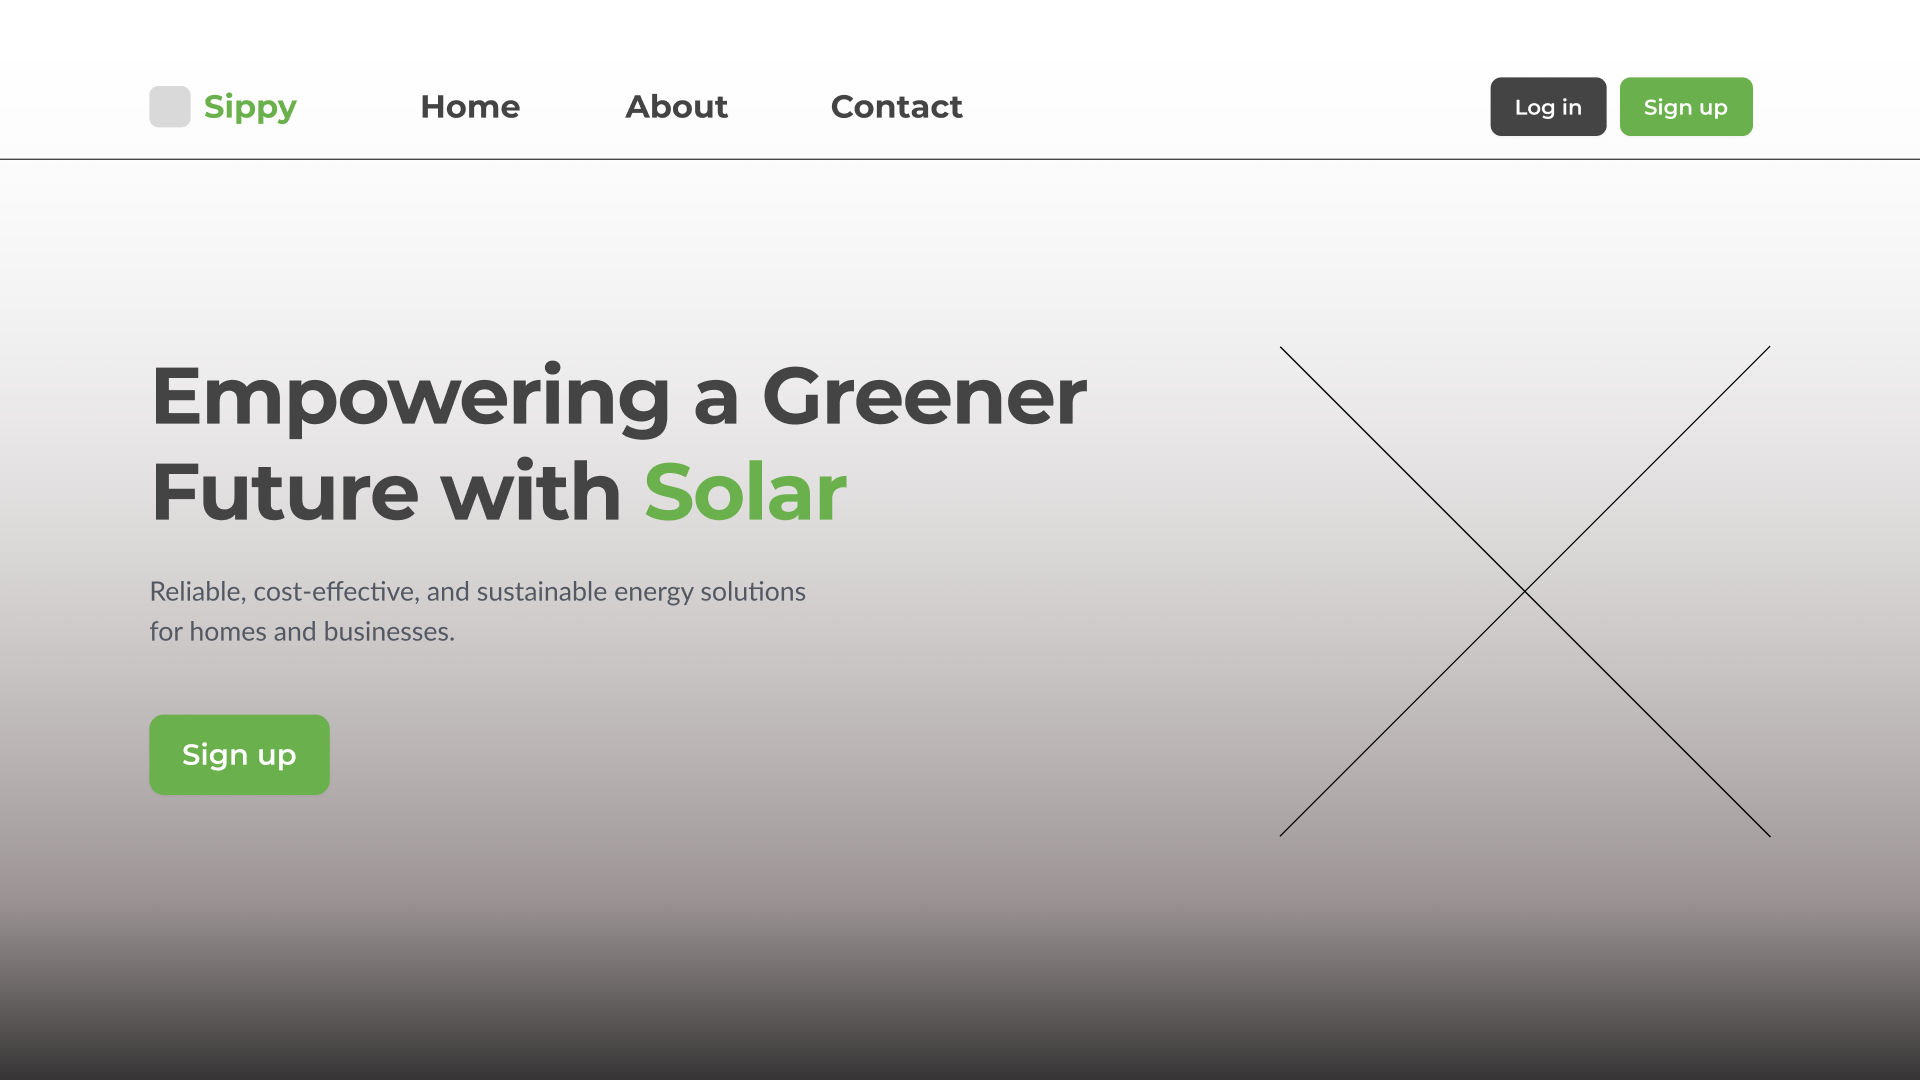 Sippy
Home
About
Contact
Log in
Sign up
Empowering a Greener
Future with Solar
Reliable, cost-effective, and sustainable energy solutions
for homes and businesses.
Sign up